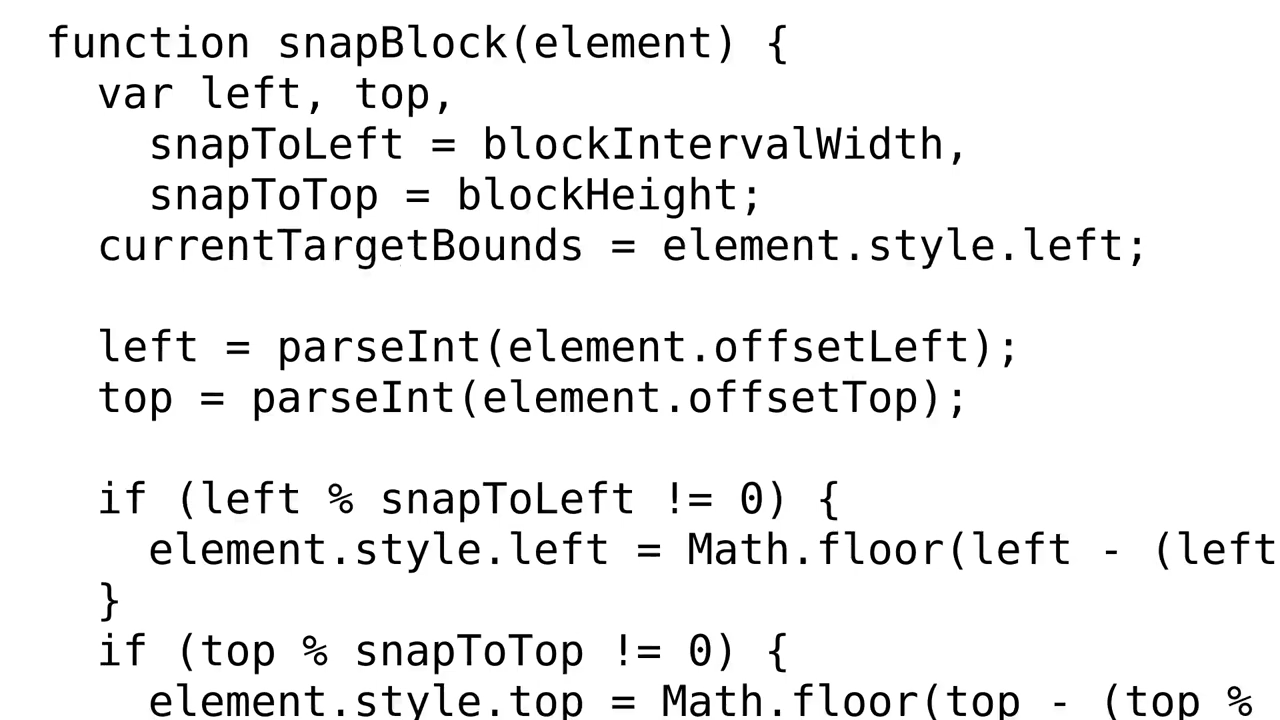 function snapBlock(element) {
  var left, top,
    snapToLeft = blockIntervalWidth,
    snapToTop = blockHeight;
  currentTargetBounds = element.style.left;

  left = parseInt(element.offsetLeft);
  top = parseInt(element.offsetTop);

  if (left % snapToLeft != 0) {
    element.style.left = Math.floor(left - (left
  }
  if (top % snapToTop != 0) {
    element.style.top = Math.floor(top - (top %